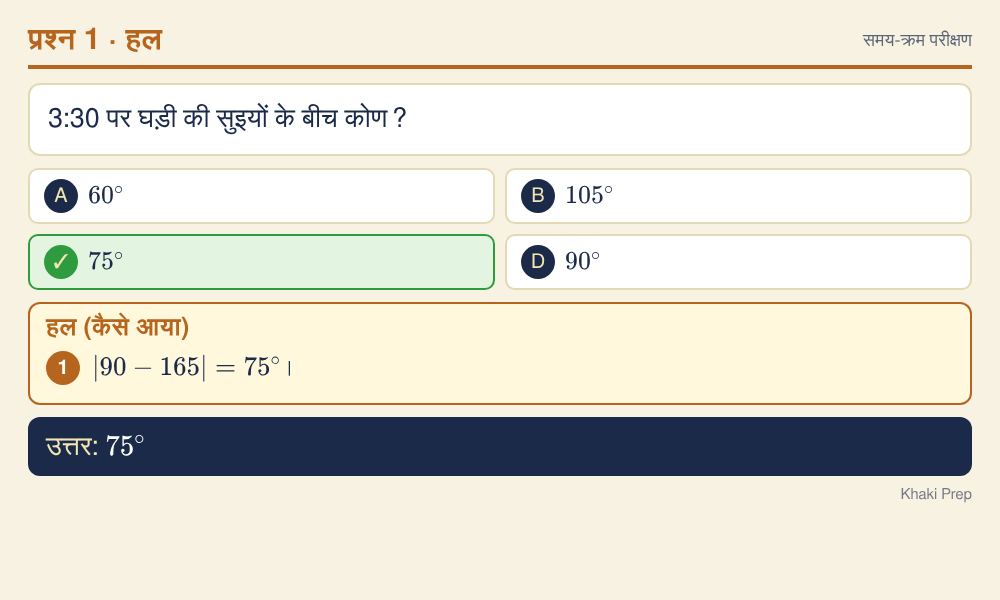 प्रश्न 1 · हल
समय-क्रम परीक्षण
3:30 पर घड़ी की सुइयों के बीच कोण ?
A 60°
B 105°
✓ 75°
D 90°
हल (कैसे आया)
1 |90 − 165| = 75° ।
उत्तर: 75°
Khaki Prep